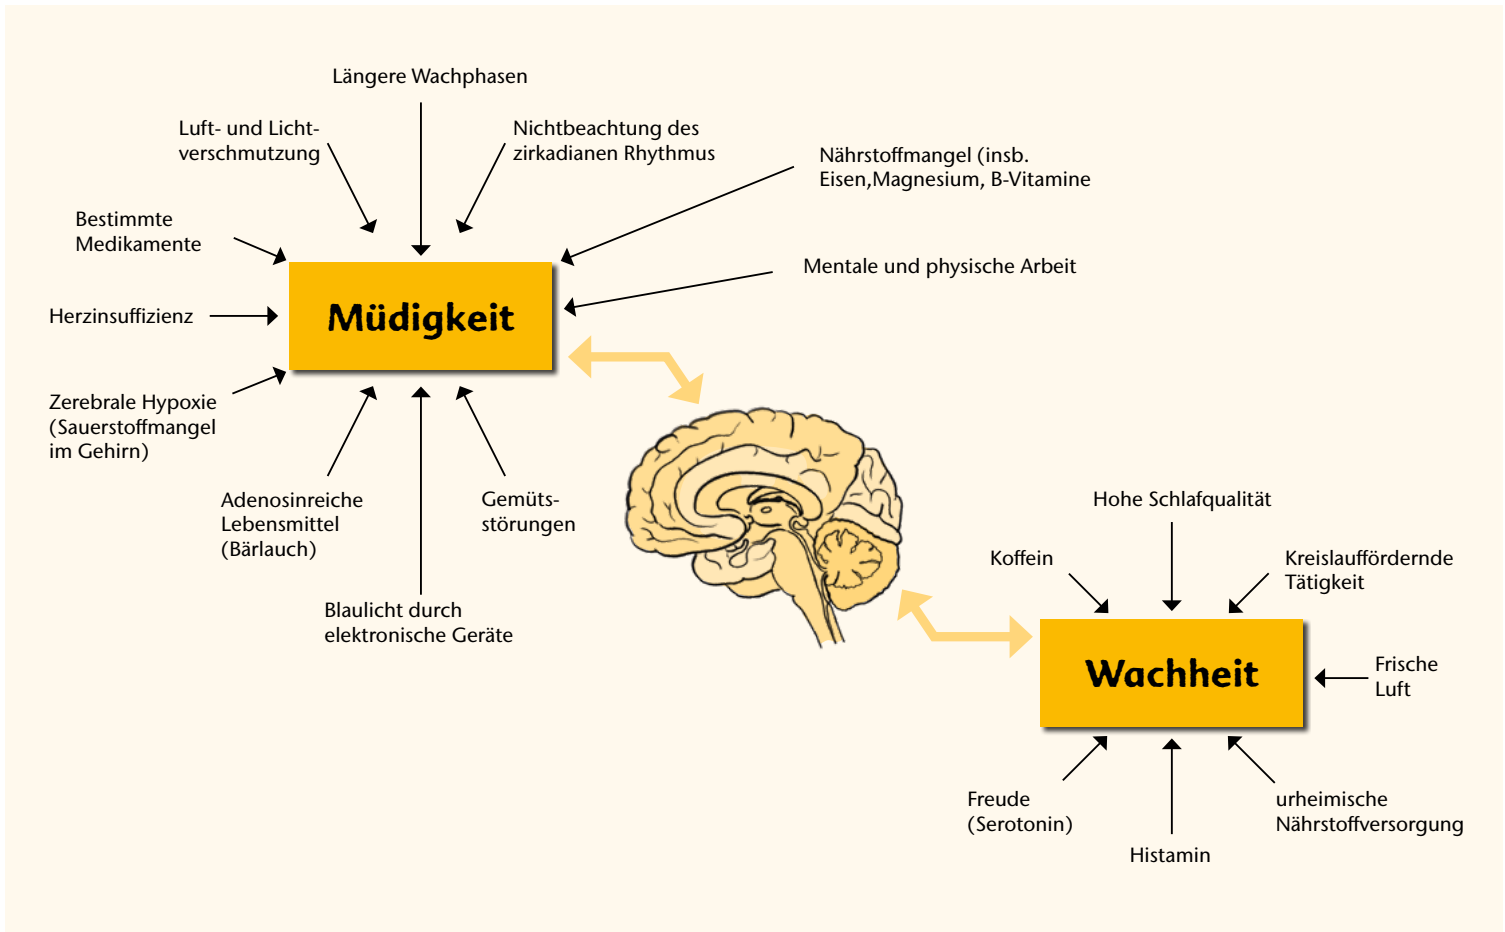 Längere Wachphasen
Luft- und Licht-
verschmutzung
Nichtbeachtung des
zirkadianen Rhythmus
Nährstoffmangel (insb.
Eisen,Magnesium, B-Vitamine
Bestimmte
Medikamente
Mentale und physische Arbeit
Herzinsuffizienz
Müdigkeit
Zerebrale Hypoxie
(Sauerstoffmangel
im Gehirn)
Adenosinreiche
Lebensmittel
(Bärlauch)
Gemüts-
störungen
Blaulicht durch
elektronische Geräte
Hohe Schlafqualität
Koffein
Kreislauffördernde
Tätigkeit
Wachheit
Frische
Luft
Freude
(Serotonin)
urheimische
Nährstoffversorgung
Histamin